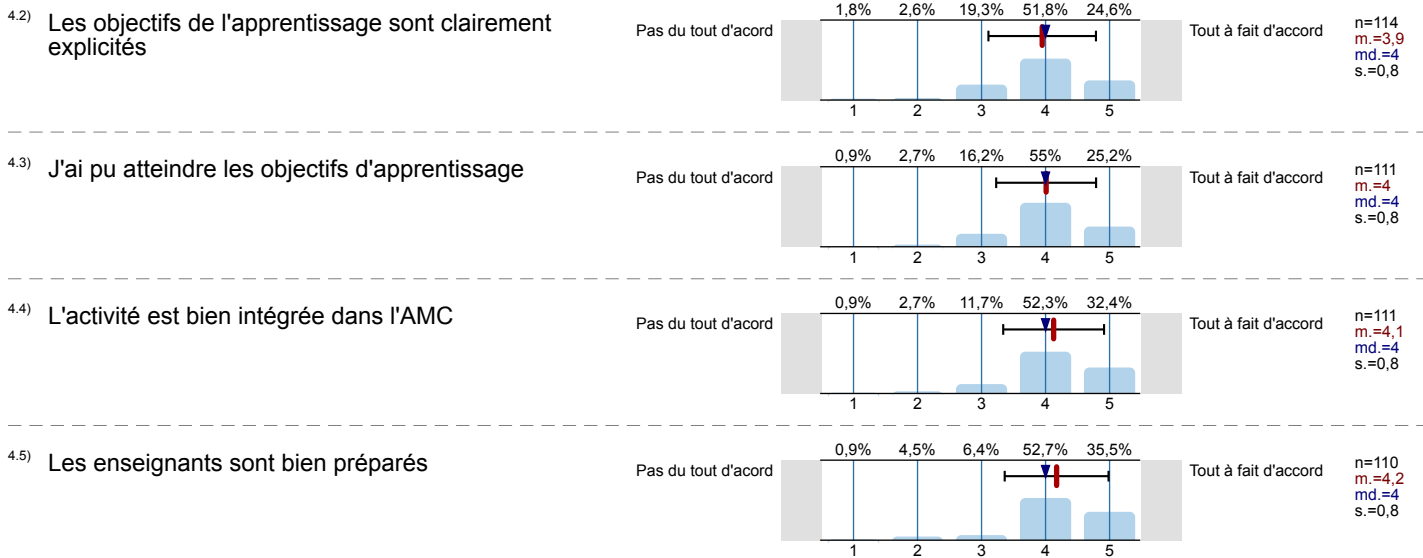 4.2) Les objectifs de l'apprentissage sont clairement
explicités
Pas du tout d'acord
1,8% 2,6% 19,3% 51,8% 24,6%
1 2 3 4 5
Tout à fait d'accord
n=114
m.=3,9
md.=4
s.=0,8
4.3) J'ai pu atteindre les objectifs d'apprentissage
Pas du tout d'acord
0,9% 2,7% 16,2% 55% 25,2%
1 2 3 4 5
Tout à fait d'accord
n=111
m.=4
md.=4
s.=0,8
4.4) L'activité est bien intégrée dans l'AMC
Pas du tout d'acord
0,9% 2,7% 11,7% 52,3% 32,4%
1 2 3 4 5
Tout à fait d'accord
n=111
m.=4,1
md.=4
s.=0,8
4.5) Les enseignants sont bien préparés
Pas du tout d'acord
0,9% 4,5% 6,4% 52,7% 35,5%
1 2 3 4 5
Tout à fait d'accord
n=110
m.=4,2
md.=4
s.=0,8